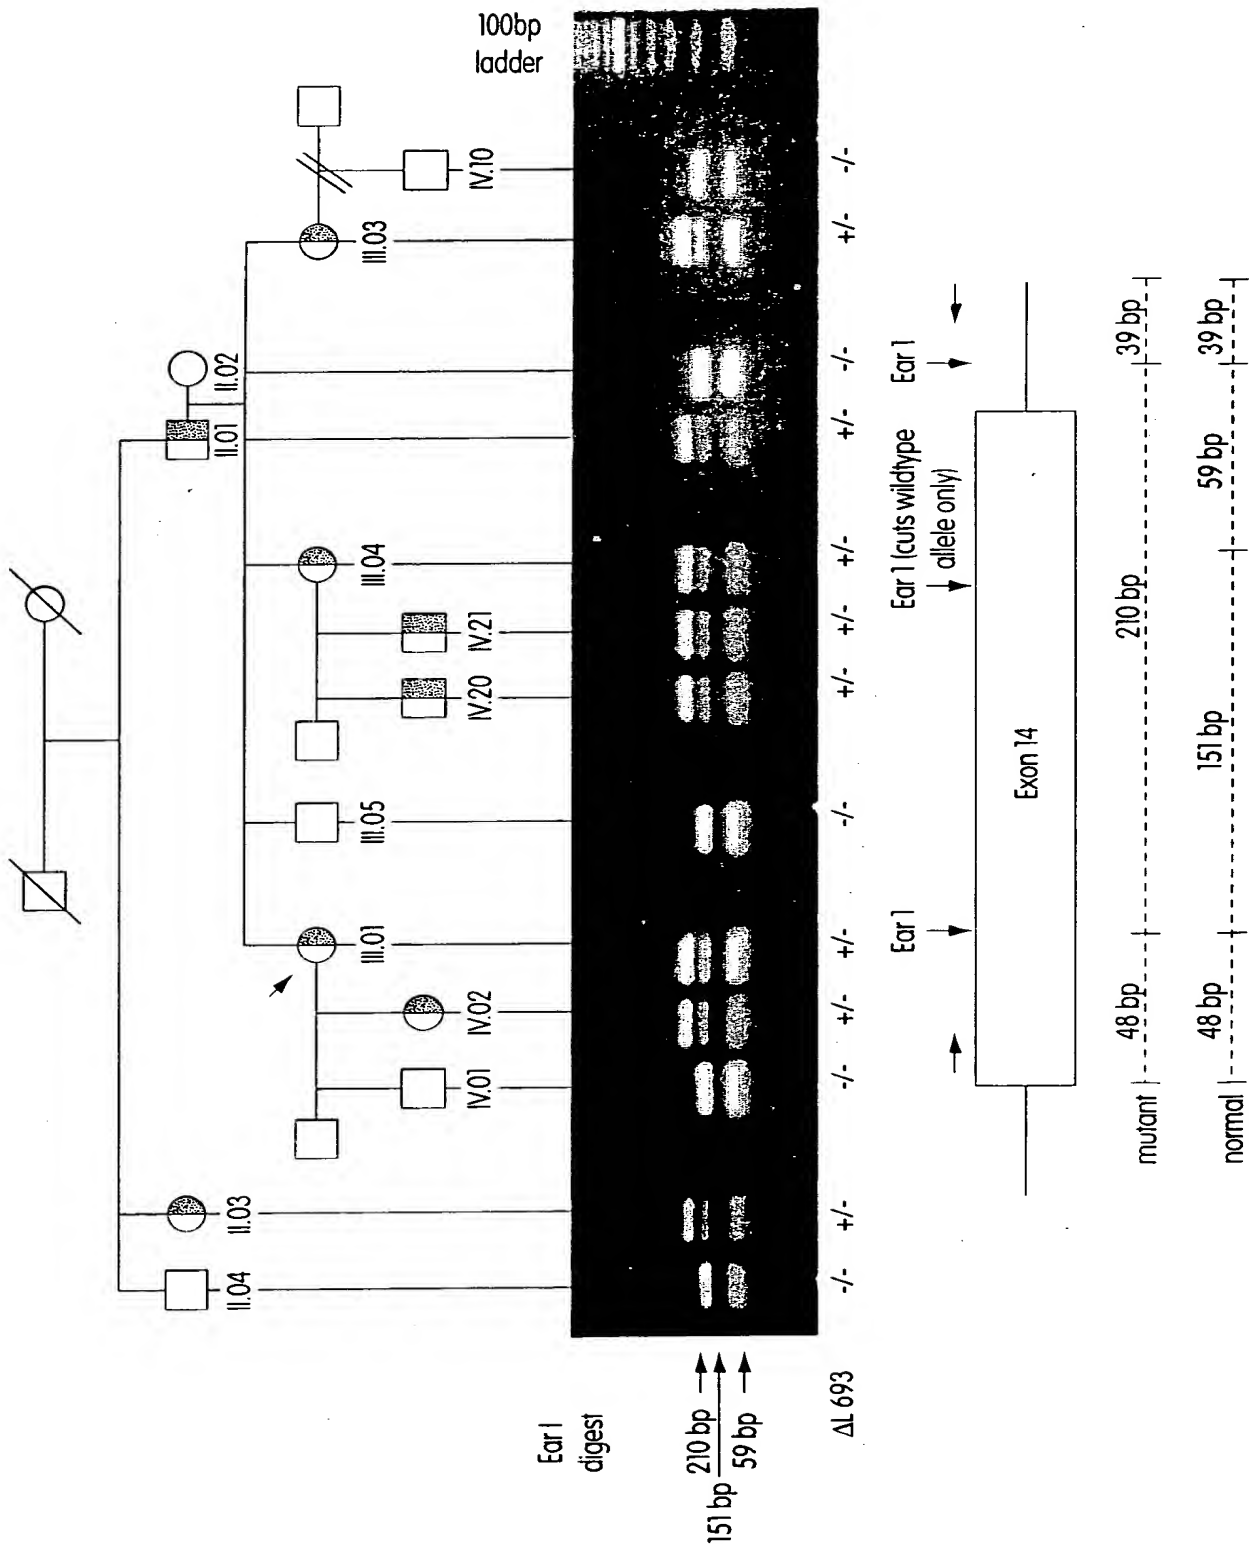 100bp
ladder
II.01
II.02
II.04
II.03
III.01
III.05
III.04
III.03
IV.01
IV.02
IV.20
IV.21
IV.10
Ear I
digest
210 bp
151 bp
59 bp
ΔL 693
-/-
+/-
-/-
+/-
+/-
-/-
+/-
+/-
+/-
+/-
-/-
+/-
-/-
Ear I
Ear I (cuts wildtype
allele only)
Ear I
Exon 14
mutant
48 bp
210 bp
39 bp
normal
48 bp
151 bp
59 bp
39 bp